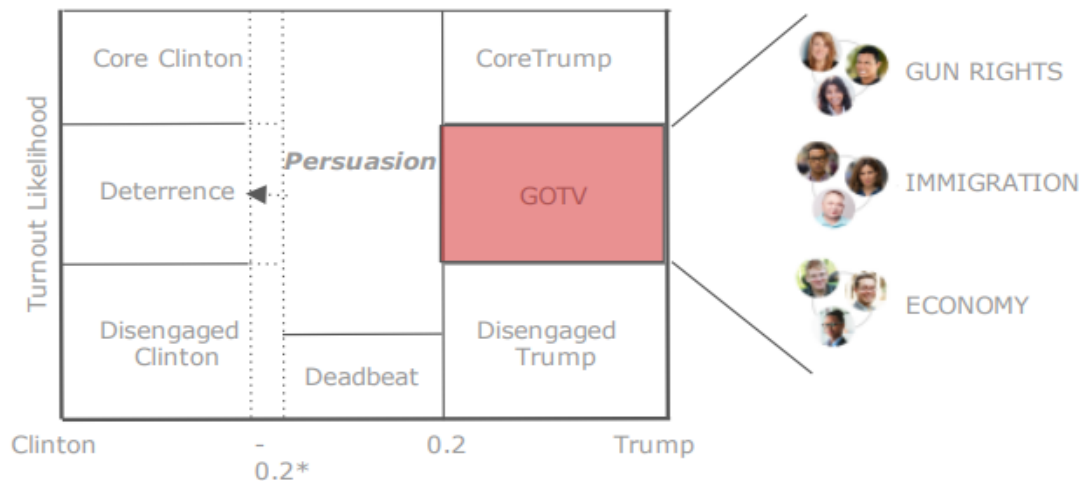 Core Clinton
CoreTrump
GUN RIGHTS
Turnout Likelihood
Persuasion
Deterrence
GOTV
IMMIGRATION
Disengaged
Clinton
Deadbeat
Disengaged
Trump
ECONOMY
Clinton
-
0.2*
0.2
Trump